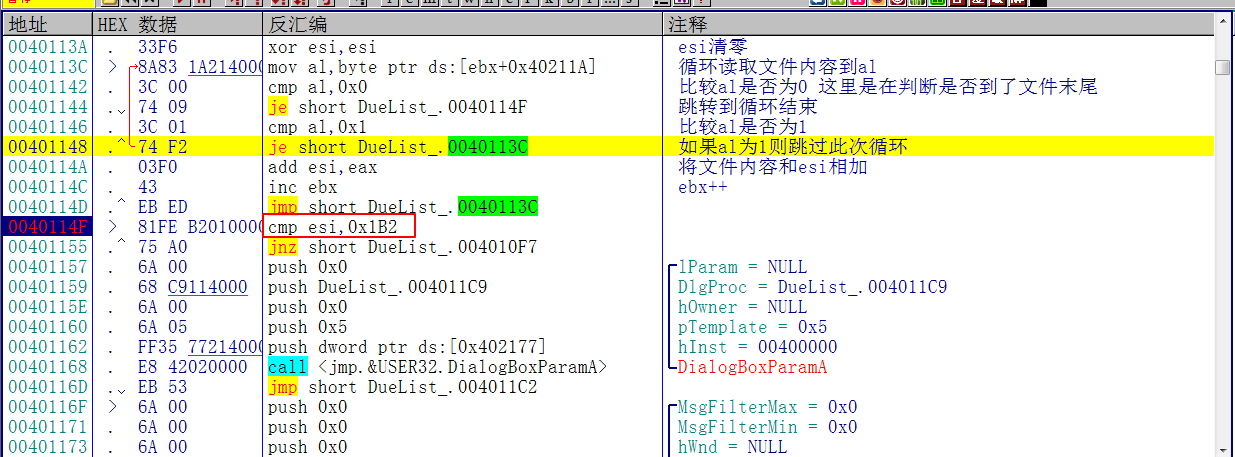 地址 HEX 数据 反汇编 注释
0040113A . 33F6 xor esi,esi esi清零
0040113C > 8A83 1A214000 mov al,byte ptr ds:[ebx+0x40211A] 循环读取文件内容到al
00401142 . 3C 00 cmp al,0x0 比较al是否为0 这里是在判断是否到了文件末尾
00401144 . 74 09 je short DueList_.0040114F 跳转到循环结束
00401146 . 3C 01 cmp al,0x1 比较al是否为1
00401148 .^ 74 F2 je short DueList_.0040113C 如果al为1则跳过此次循环
0040114A . 03F0 add esi,eax 将文件内容和esi相加
0040114C . 43 inc ebx ebx++
0040114D .^ EB ED jmp short DueList_.0040113C
0040114F > 81FE B2010000 cmp esi,0x1B2
00401155 .^ 75 A0 jnz short DueList_.004010F7
00401157 . 6A 00 push 0x0 lParam = NULL
00401159 . 68 C9114000 push DueList_.004011C9 DlgProc = DueList_.004011C9
0040115E . 6A 00 push 0x0 hOwner = NULL
00401160 . 6A 05 push 0x5 pTemplate = 0x5
00401162 . FF35 77214000 push dword ptr ds:[0x402177] hInst = 00400000
00401168 . E8 42020000 call <jmp.&USER32.DialogBoxParamA> DialogBoxParamA
0040116D . EB 53 jmp short DueList_.004011C2
0040116F > 6A 00 push 0x0 MsgFilterMax = 0x0
00401171 . 6A 00 push 0x0 MsgFilterMin = 0x0
00401173 . 6A 00 push 0x0 hWnd = NULL